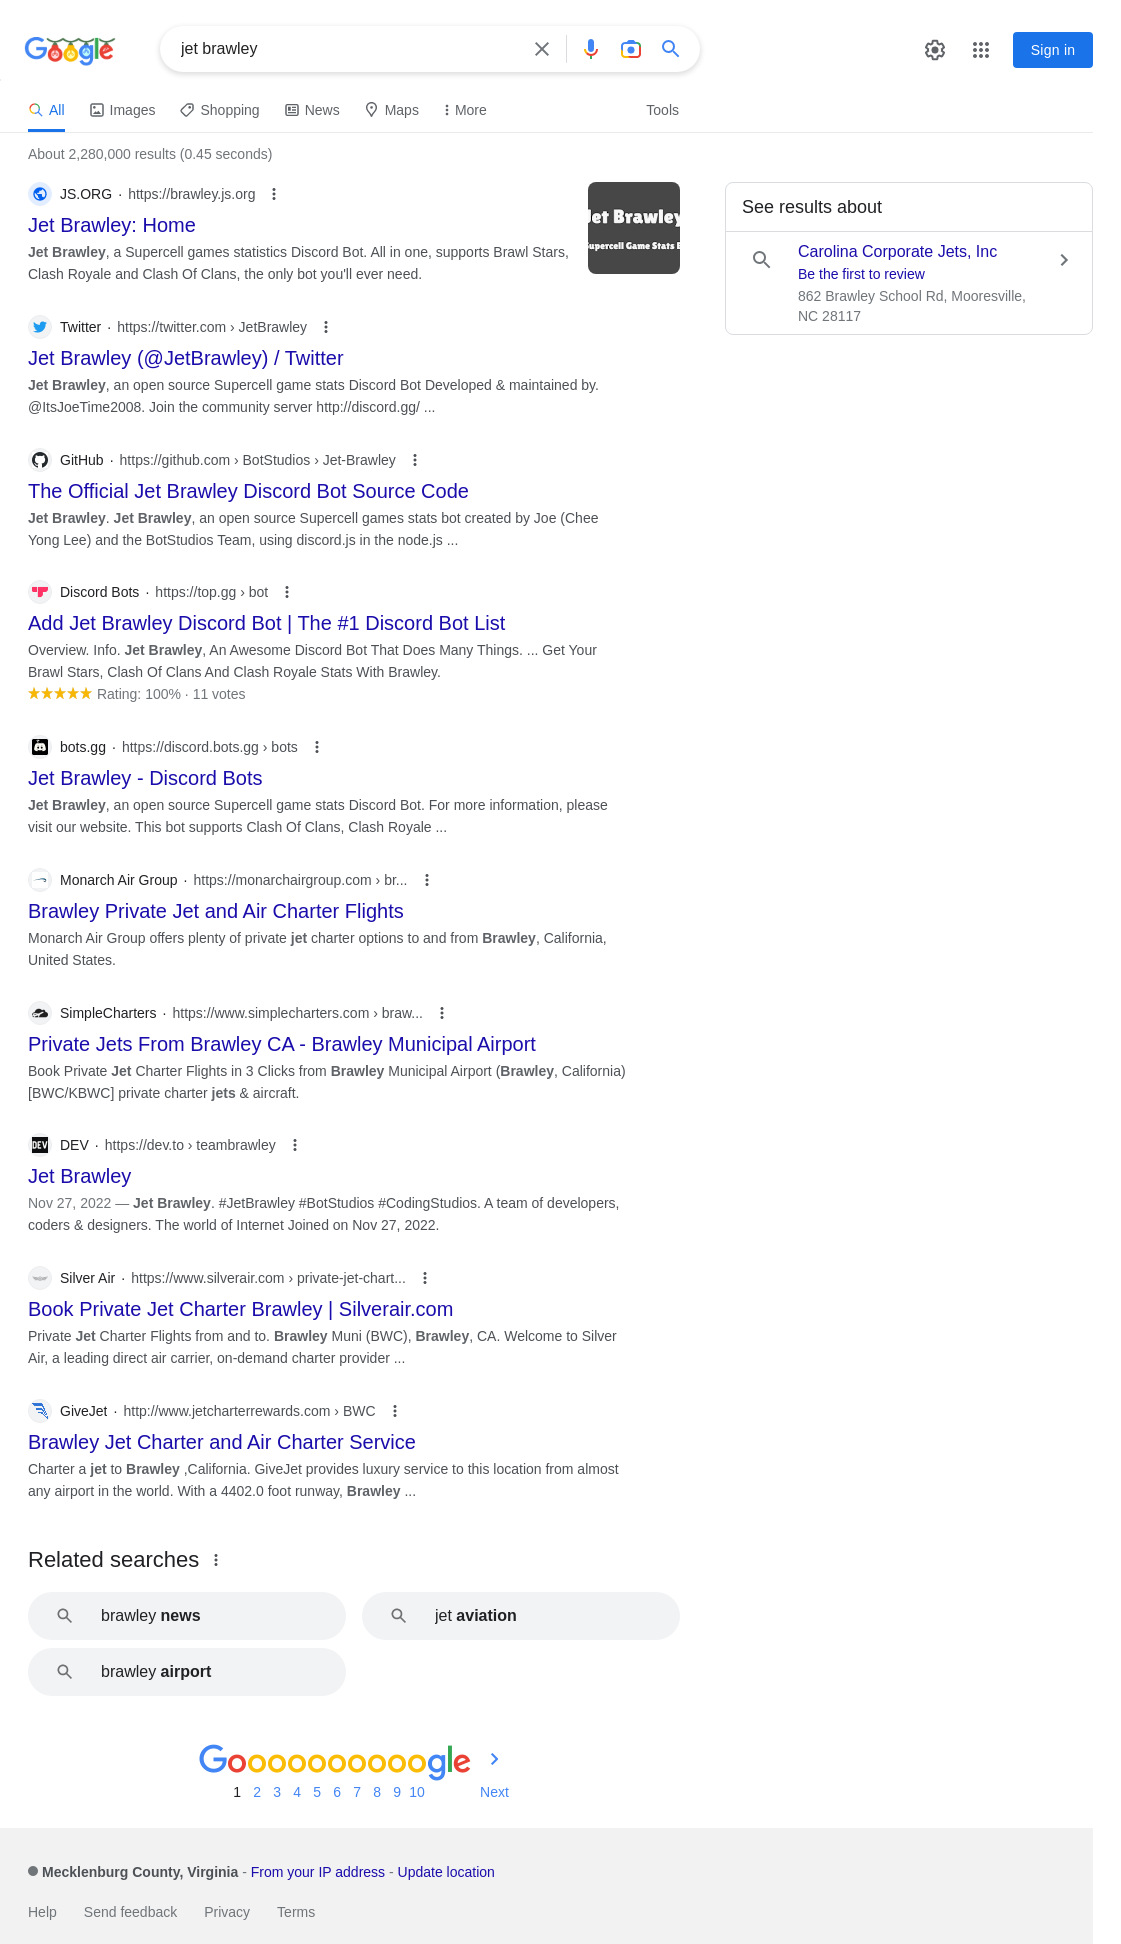 Google
jet brawley
Sign in
All
Images
Shopping
News
Maps
More
Tools
About 2,280,000 results (0.45 seconds)
JS.ORG · https://brawley.js.org
Jet Brawley: Home
Jet Brawley, a Supercell games statistics Discord Bot. All in one, supports Brawl Stars,
Clash Royale and Clash Of Clans, the only bot you'll ever need.
Jet Brawley
Supercell Game Stats B
See results about
Carolina Corporate Jets, Inc
Be the first to review
862 Brawley School Rd, Mooresville,
NC 28117
Twitter · https://twitter.com › JetBrawley
Jet Brawley (@JetBrawley) / Twitter
Jet Brawley, an open source Supercell game stats Discord Bot Developed & maintained by.
@ItsJoeTime2008. Join the community server http://discord.gg/ ...
GitHub · https://github.com › BotStudios › Jet-Brawley
The Official Jet Brawley Discord Bot Source Code
Jet Brawley. Jet Brawley, an open source Supercell games stats bot created by Joe (Chee
Yong Lee) and the BotStudios Team, using discord.js in the node.js ...
Discord Bots · https://top.gg › bot
Add Jet Brawley Discord Bot | The #1 Discord Bot List
Overview. Info. Jet Brawley, An Awesome Discord Bot That Does Many Things. ... Get Your
Brawl Stars, Clash Of Clans And Clash Royale Stats With Brawley.
Rating: 100% · 11 votes
bots.gg · https://discord.bots.gg › bots
Jet Brawley - Discord Bots
Jet Brawley, an open source Supercell game stats Discord Bot. For more information, please
visit our website. This bot supports Clash Of Clans, Clash Royale ...
Monarch Air Group · https://monarchairgroup.com › br...
Brawley Private Jet and Air Charter Flights
Monarch Air Group offers plenty of private jet charter options to and from Brawley, California,
United States.
SimpleCharters · https://www.simplecharters.com › braw...
Private Jets From Brawley CA - Brawley Municipal Airport
Book Private Jet Charter Flights in 3 Clicks from Brawley Municipal Airport (Brawley, California)
[BWC/KBWC] private charter jets & aircraft.
DEV
DEV · https://dev.to › teambrawley
Jet Brawley
Nov 27, 2022 — Jet Brawley. #JetBrawley #BotStudios #CodingStudios. A team of developers,
coders & designers. The world of Internet Joined on Nov 27, 2022.
Silver Air · https://www.silverair.com › private-jet-chart...
Book Private Jet Charter Brawley | Silverair.com
Private Jet Charter Flights from and to. Brawley Muni (BWC), Brawley, CA. Welcome to Silver
Air, a leading direct air carrier, on-demand charter provider ...
GiveJet · http://www.jetcharterrewards.com › BWC
Brawley Jet Charter and Air Charter Service
Charter a jet to Brawley ,California. GiveJet provides luxury service to this location from almost
any airport in the world. With a 4402.0 foot runway, Brawley ...
Related searches
brawley news
jet aviation
brawley airport
Goooooooooogle
1 2 3 4 5 6 7 8 9 10 Next
Mecklenburg County, Virginia - From your IP address - Update location
Help Send feedback Privacy Terms